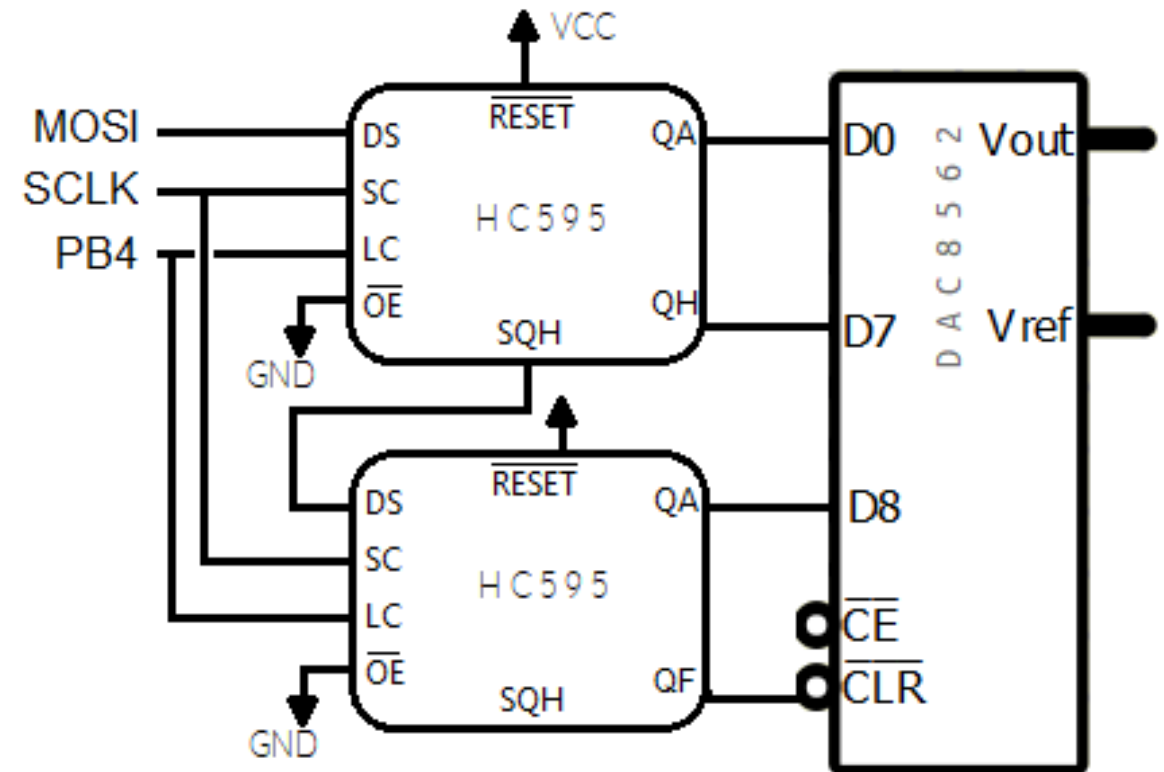 VCC
MOSI
SCLK
PB4
RESET
DS
SC
LC
OE
HC595
QA
QH
SQH
GND
RESET
DS
SC
LC
OE
HC595
QA
QF
SQH
GND
D0
D7
D8
CE
CLR
DAC8562
Vout
Vref